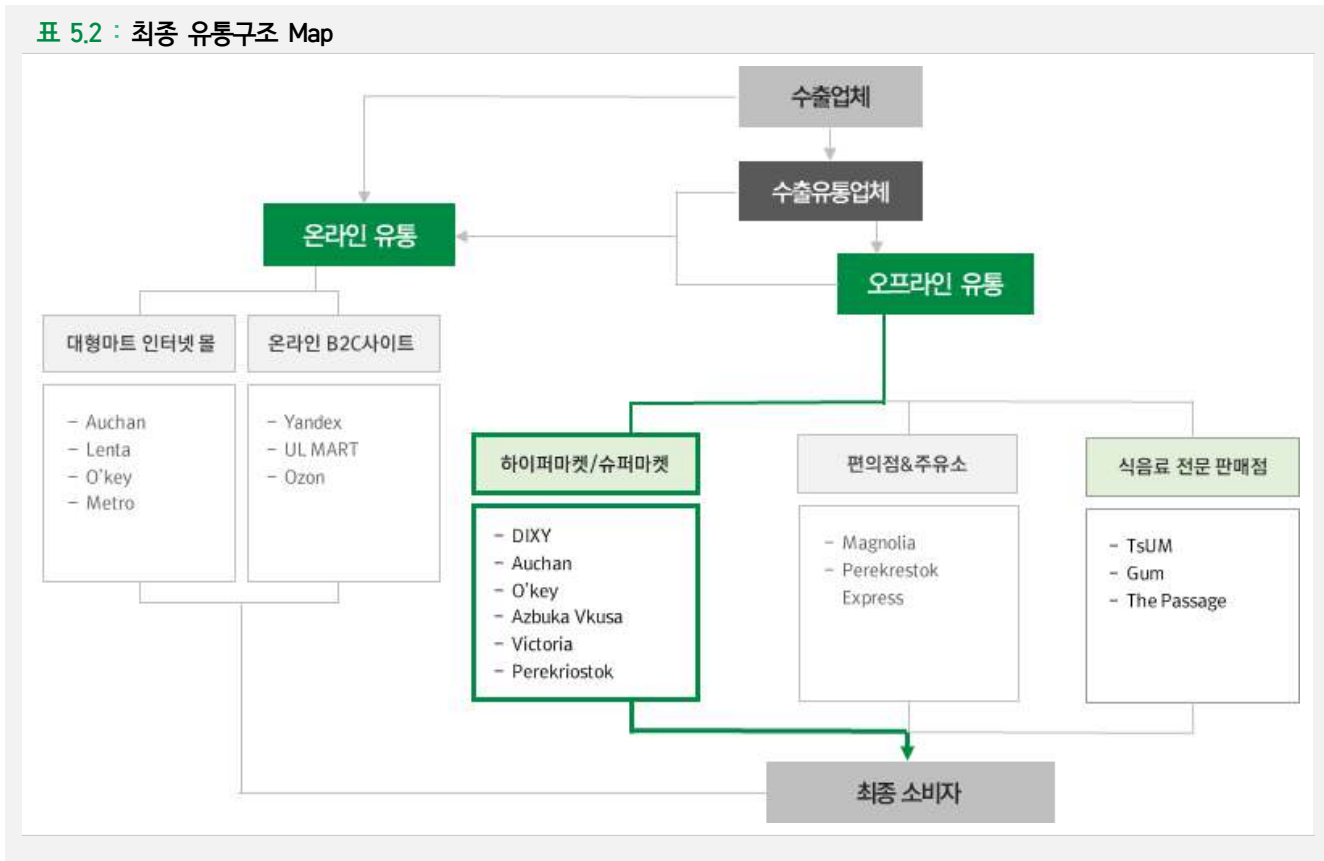 표 5.2 : 최종 유통구조 Map
수출업체
수출유통업체
온라인 유통
오프라인 유통
대형마트 인터넷 몰
온라인 B2C사이트
- Auchan
- Lenta
- O'key
- Metro
- Yandex
- UL MART
- Ozon
하이퍼마켓/슈퍼마켓
편의점&주유소
식음료 전문 판매점
- DIXY
- Auchan
- O'key
- Azbuka Vkusa
- Victoria
- Perekriostok
- Magnolia
- Perekrestok
Express
- TsUM
- Gum
- The Passage
최종 소비자